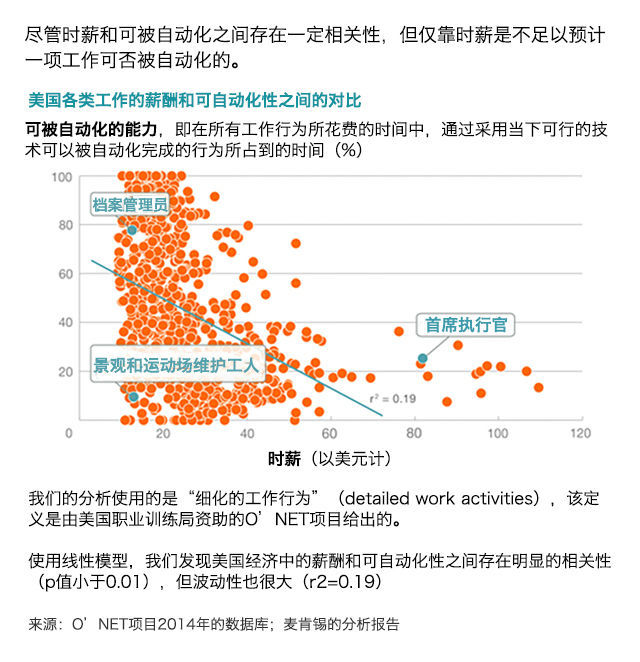 尽管时薪和可被自动化之间存在一定相关性，但仅靠时薪是不足以预计
一项工作可否被自动化的。
美国各类工作的薪酬和可自动化性之间的对比
可被自动化的能力，即在所有工作行为所花费的时间中，通过采用当下可行的技
术可以被自动化完成的行为所占到的时间（%）
100
档案管理员
80
60
40
首席执行官
景观和运动场维护工人
20
r² = 0.19
0
0 20 40 60 80 100 120
时薪（以美元计）
我们的分析使用的是“细化的工作行为”（detailed work activities），该定
义是由美国职业训练局资助的O’NET项目给出的。
使用线性模型，我们发现美国经济中的薪酬和可自动化性之间存在明显的相关性
（p值小于0.01），但波动性也很大（r2=0.19）
来源：O’NET项目2014年的数据库；麦肯锡的分析报告